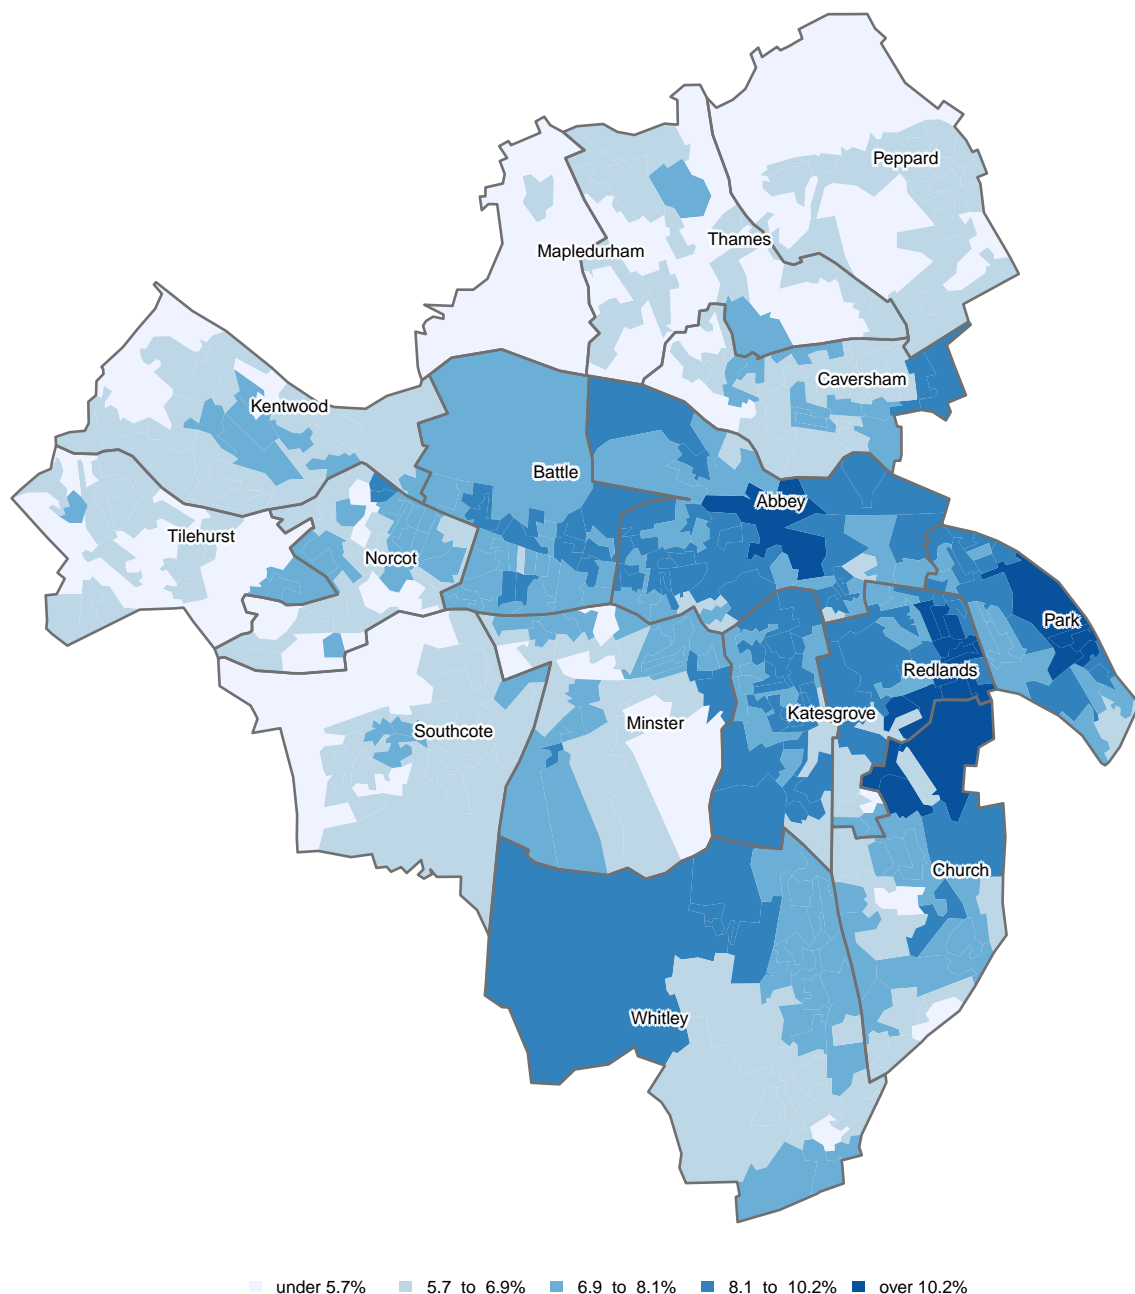 Peppard
Thames
Mapledurham
Caversham
Kentwood
Battle
Abbey
Tilehurst
Norcot
Park
Redlands
Katesgrove
Minster
Southcote
Church
Whitley
under 5.7% 5.7 to 6.9% 6.9 to 8.1% 8.1 to 10.2% over 10.2%